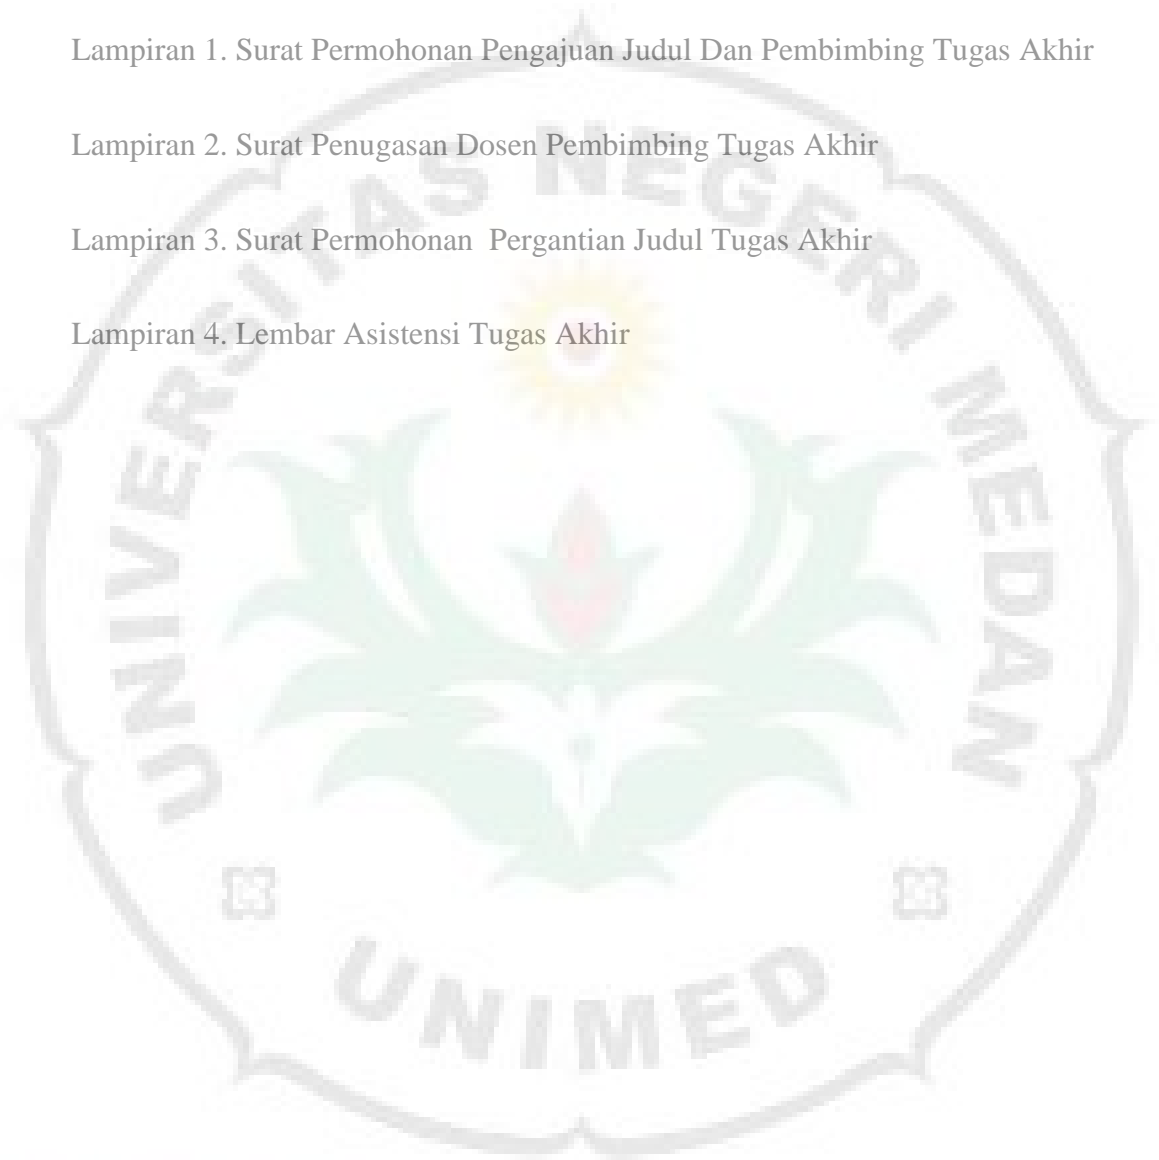 Lampiran 1. Surat Permohonan Pengajuan Judul Dan Pembimbing Tugas Akhir
Lampiran 2. Surat Penugasan Dosen Pembimbing Tugas Akhir
Lampiran 3. Surat Permohonan  Pergantian Judul Tugas Akhir
Lampiran 4. Lembar Asistensi Tugas Akhir
UNIVERSITAS NEGERI MEDAN
UNIMED